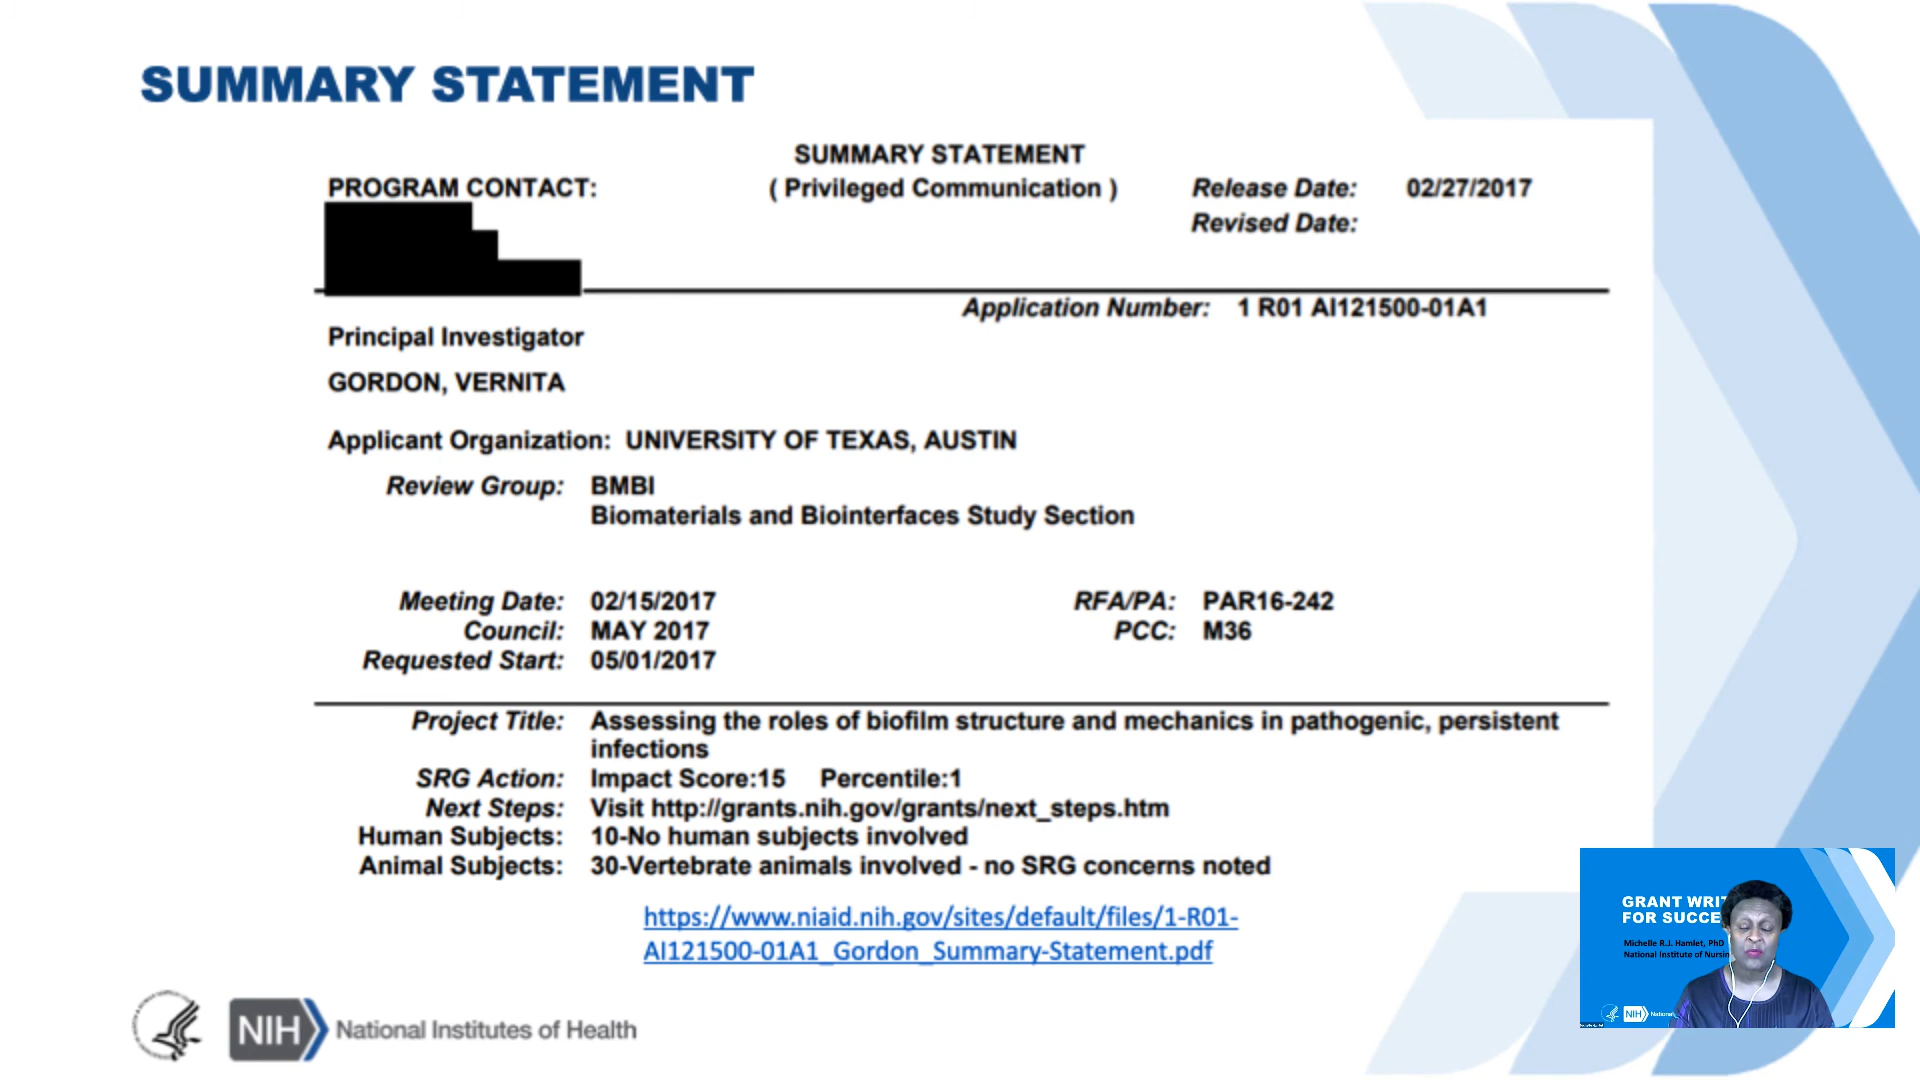 SUMMARY STATEMENT
SUMMARY STATEMENT
PROGRAM CONTACT: ( Privileged Communication ) Release Date: 02/27/2017
Revised Date:
Application Number: 1 R01 AI121500-01A1
Principal Investigator
GORDON, VERNITA
Applicant Organization: UNIVERSITY OF TEXAS, AUSTIN
Review Group: BMBI
Biomaterials and Biointerfaces Study Section
Meeting Date: 02/15/2017 RFA/PA: PAR16-242
Council: MAY 2017 PCC: M36
Requested Start: 05/01/2017
Project Title: Assessing the roles of biofilm structure and mechanics in pathogenic, persistent
infections
SRG Action: Impact Score:15 Percentile:1
Next Steps: Visit http://grants.nih.gov/grants/next_steps.htm
Human Subjects: 10-No human subjects involved
Animal Subjects: 30-Vertebrate animals involved - no SRG concerns noted
https://www.niaid.nih.gov/sites/default/files/1-R01-
AI121500-01A1_Gordon_Summary-Statement.pdf
NIH National Institutes of Health
GRANT WRIT
FOR SUCCE
Michelle R.J. Hamlet, PhD
National Institute of Nursin
NIH Nationa